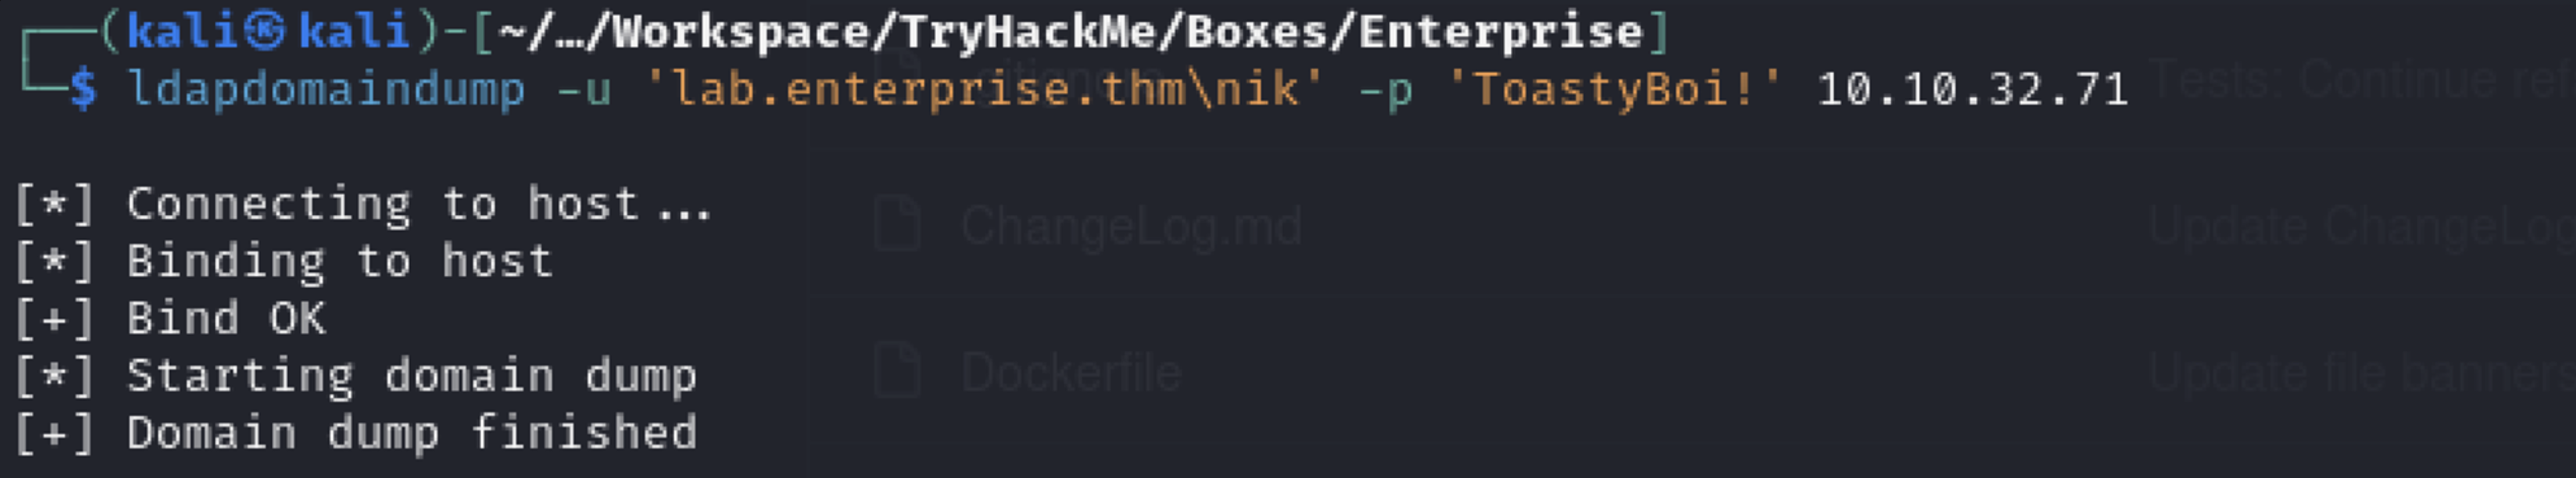 ┌──(kali㉿kali)-[~/…/Workspace/TryHackMe/Boxes/Enterprise]
└─$ ldapdomaindump -u 'lab.enterprise.thm\nik' -p 'ToastyBoi!' 10.10.32.71
.gitignore
Tests: Continue ref
[*] Connecting to host...
ChangeLog.md
Update ChangeLog
[*] Binding to host
[+] Bind OK
[*] Starting domain dump
Dockerfile
Update file banners
[+] Domain dump finished